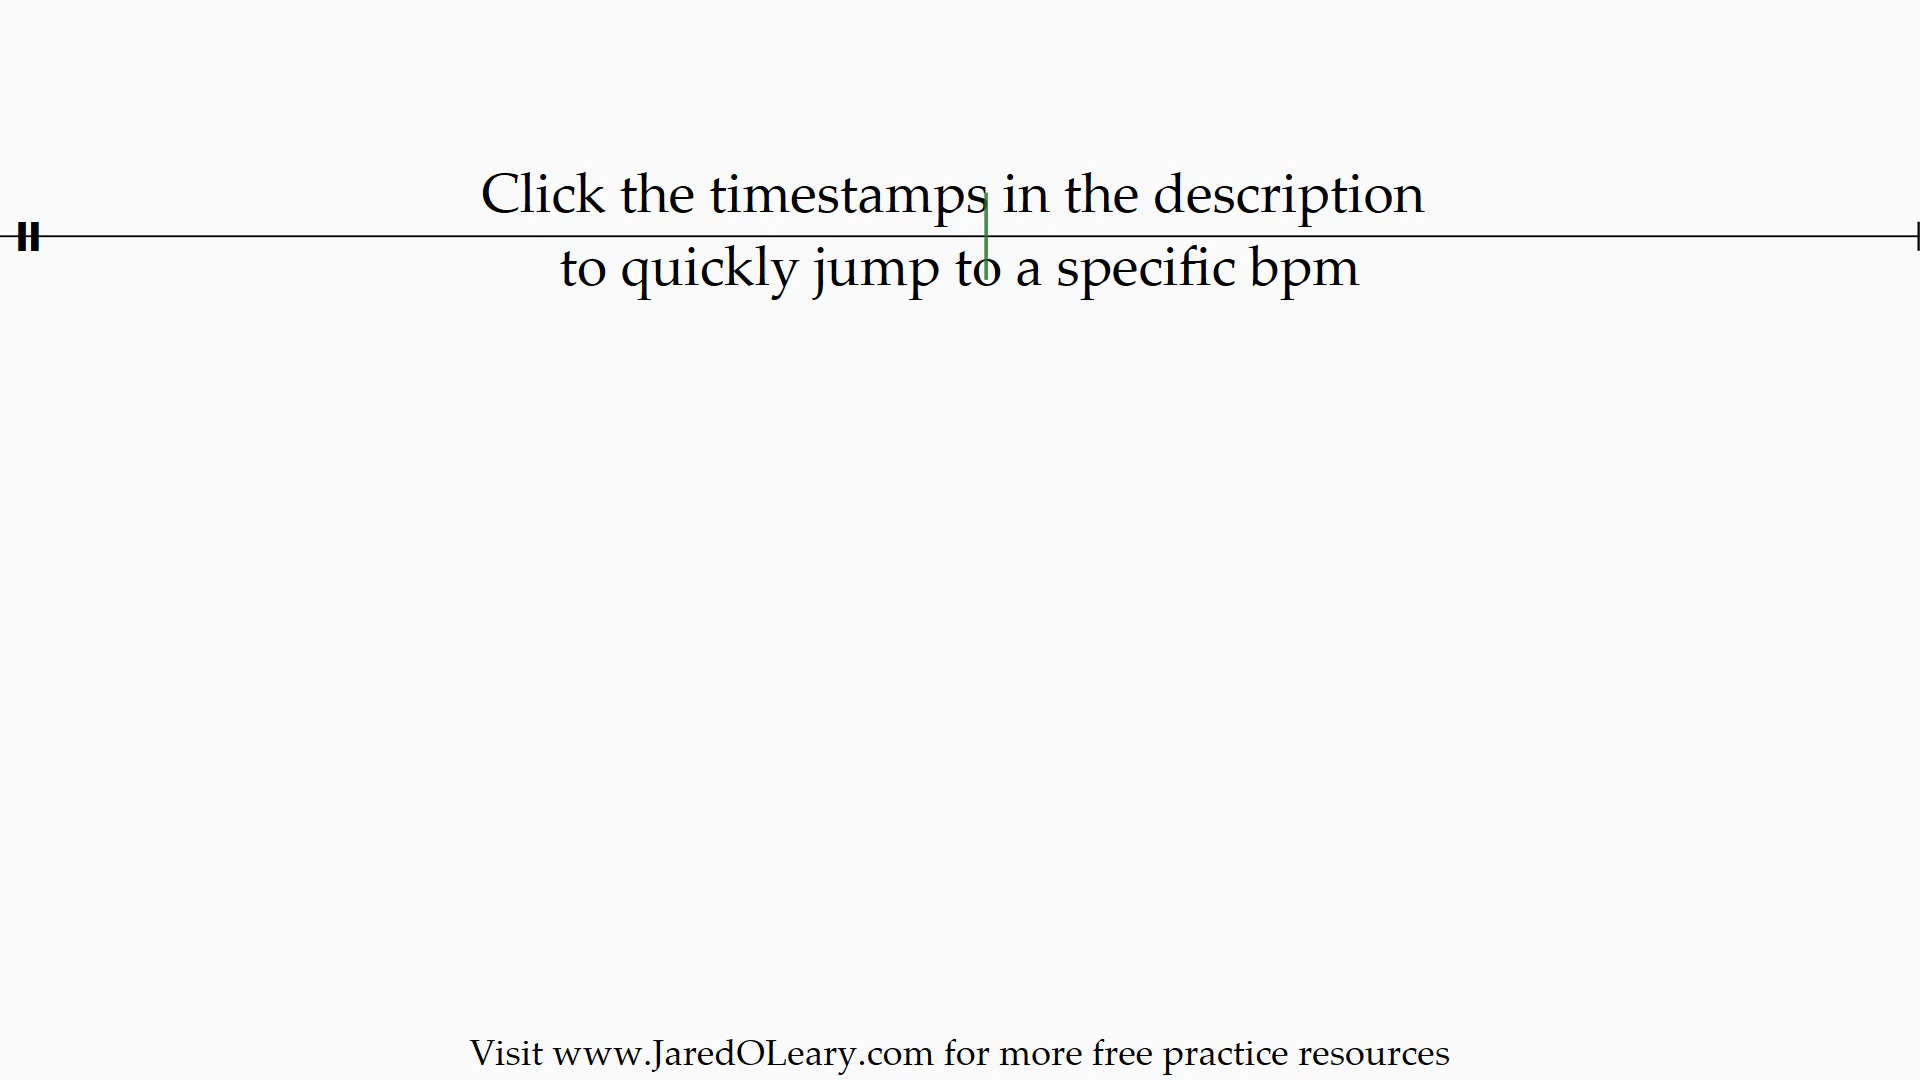 Click the timestamps in the description
to quickly jump to a specific bpm
Visit www.JaredOLeary.com for more free practice resources